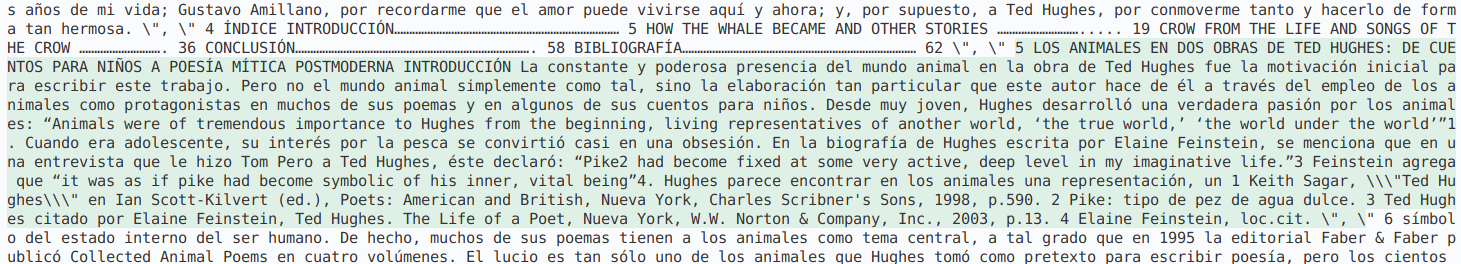 s años de mi vida; Gustavo Amillano, por recordarme que el amor puede vivirse aquí y ahora; y, por supuesto, a Ted Hughes, por conmoverme tanto y hacerlo de form
a tan hermosa. \", \" 4 ÍNDICE INTRODUCCIÓN……………………………………………………………… 5 HOW THE WHALE BECAME AND OTHER STORIES ………………………..... 19 CROW FROM THE LIFE AND SONGS OF T
HE CROW ……………………. 36 CONCLUSIÓN……………………………………………………………. 58 BIBLIOGRAFÍA………………………………………………………………… 62 \", \" 5 LOS ANIMALES EN DOS OBRAS DE TED HUGHES: DE CUE
NTOS PARA NIÑOS A POESÍA MÍTICA POSTMODERNA INTRODUCCIÓN La constante y poderosa presencia del mundo animal en la obra de Ted Hughes fue la motivación inicial pa
ra escribir este trabajo. Pero no el mundo animal simplemente como tal, sino la elaboración tan particular que este autor hace de él a través del empleo de los a
nimales como protagonistas en muchos de sus poemas y en algunos de sus cuentos para niños. Desde muy joven, Hughes desarrolló una verdadera pasión por los animal
es: “Animals were of tremendous importance to Hughes from the beginning, living representatives of another world, ‘the true world,’ ‘the world under the world’”1
. Cuando era adolescente, su interés por la pesca se convirtió casi en una obsesión. En la biografía de Hughes escrita por Elaine Feinstein, se menciona que en u
na entrevista que le hizo Tom Pero a Ted Hughes, éste declaró: “Pike2 had become fixed at some very active, deep level in my imaginative life.”3 Feinstein agrega
 que “it was as if pike had become symbolic of his inner, vital being”4. Hughes parece encontrar en los animales una representación, un 1 Keith Sagar, \\\"Ted Hu
ghes\\\" en Ian Scott-Kilvert (ed.), Poets: American and British, Nueva York, Charles Scribner's Sons, 1998, p.590. 2 Pike: tipo de pez de agua dulce. 3 Ted Hugh
es citado por Elaine Feinstein, Ted Hughes. The Life of a Poet, Nueva York, W.W. Norton & Company, Inc., 2003, p.13. 4 Elaine Feinstein, loc.cit. \", \" 6 símbol
o del estado interno del ser humano. De hecho, muchos de sus poemas tienen a los animales como tema central, a tal grado que en 1995 la editorial Faber & Faber p
ublicó Collected Animal Poems en cuatro volúmenes. El lucio es tan sólo uno de los animales que Hughes tomó como pretexto para escribir poesía, pero los cientos